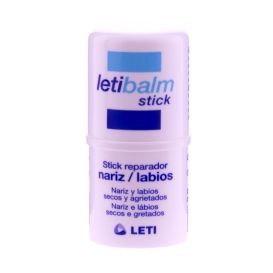 letibalm
stick
Stick reparador
nariz / labios
Nariz y labios
secos y agrietados
Nariz e lábios
secos e gretados
LETI